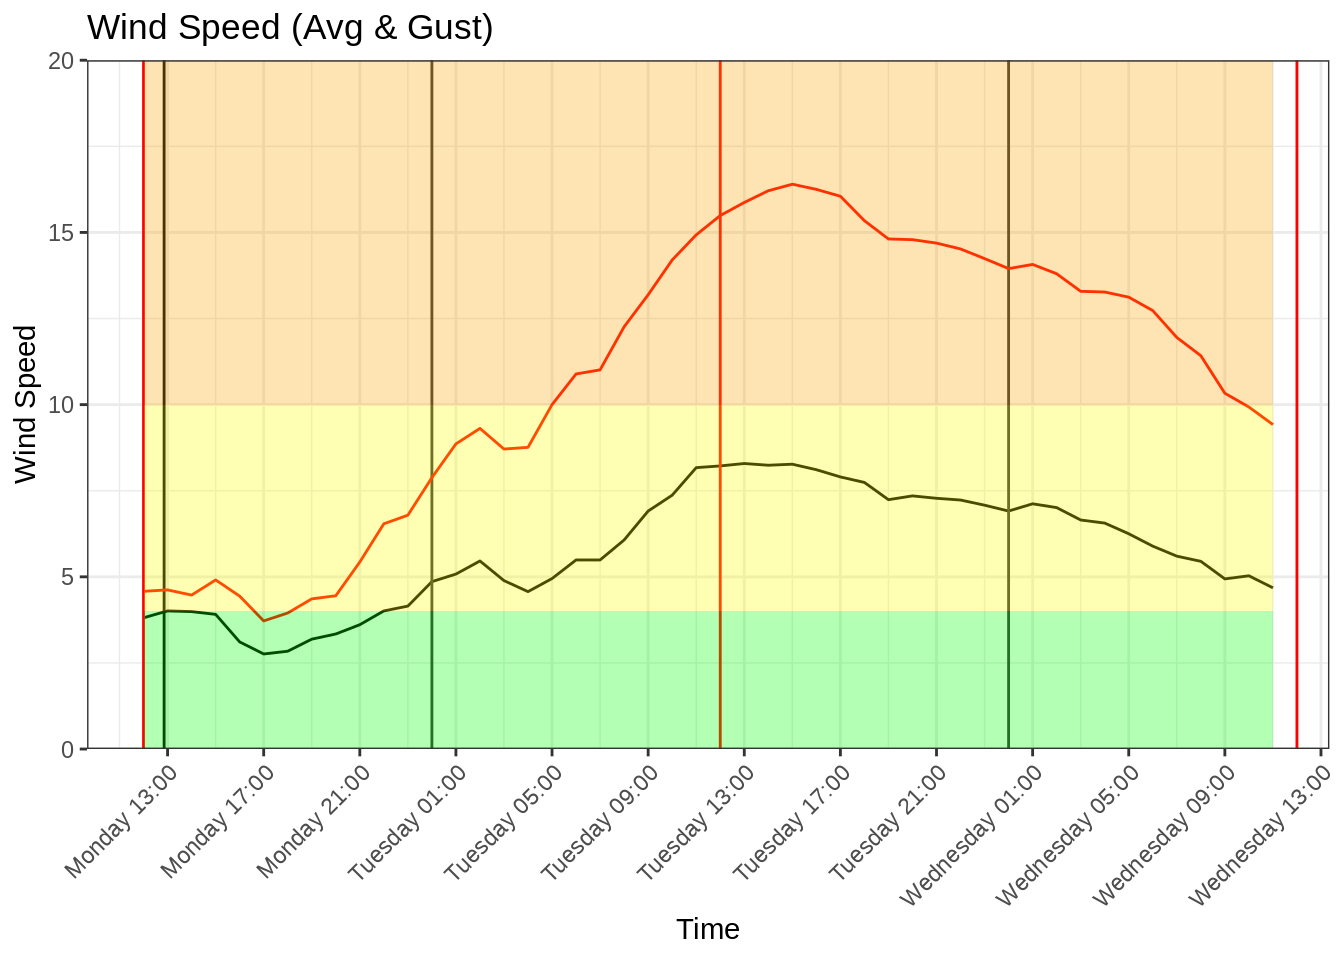 Wind Speed (Avg & Gust)
20
15
10
5
0
Wind Speed
Monday 13:00
Monday 17:00
Monday 21:00
Tuesday 01:00
Tuesday 05:00
Tuesday 09:00
Tuesday 13:00
Tuesday 17:00
Tuesday 21:00
Wednesday 01:00
Wednesday 05:00
Wednesday 09:00
Wednesday 13:00
Time